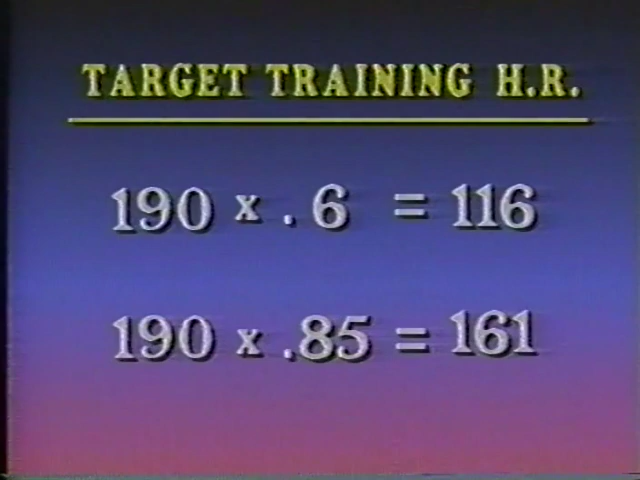 TARGET TRAINING H.R.
190 x .6 = 116
190 x .85 = 161